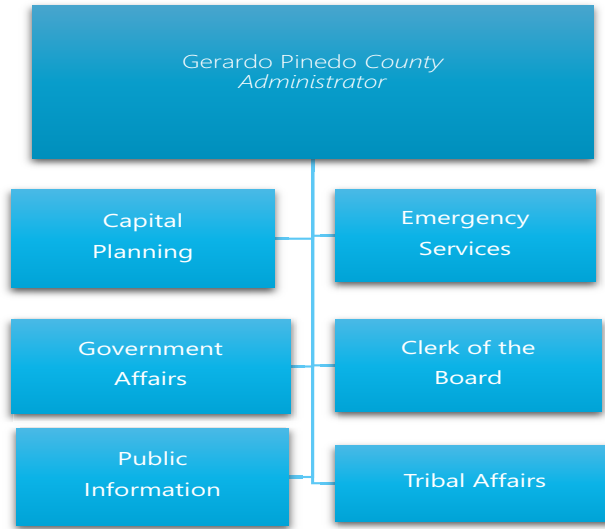 Gerardo Pinedo County
Administrator
Capital
Planning
Emergency
Services
Government
Affairs
Clerk of the
Board
Public
Information
Tribal Affairs